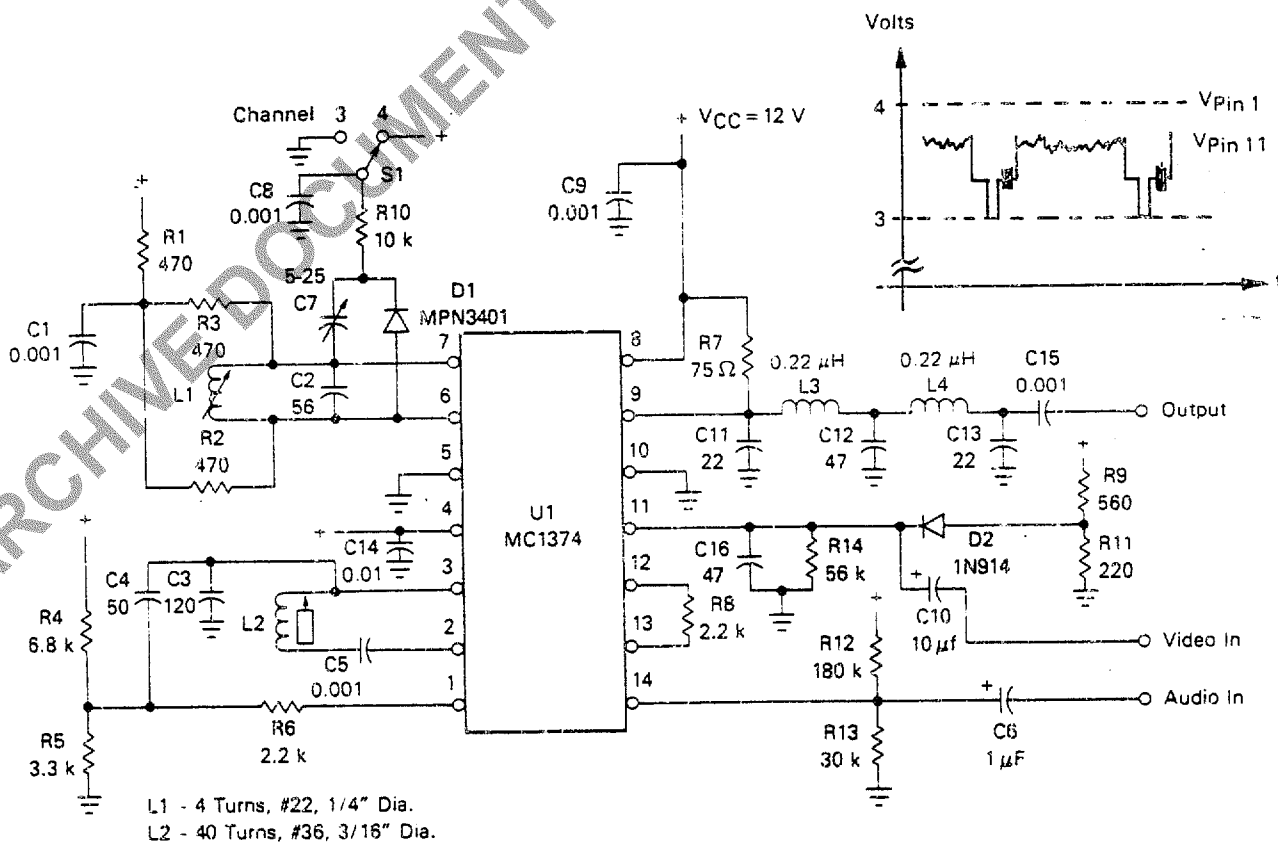 ARCHIVE DOCUMENT
Volts
4
3
VPin 1
VPin 11
t
Channel 3 4
+
S1
C8
0.001
R10
10 k
+
VCC = 12 V
C9
0.001
+
R1
470
C1
0.001
R3
470
L1
R2
470
5-25
C7
C2
56
D1
MPN3401
7
6
5
4
3
2
1
U1
MC1374
8
9
10
11
12
13
14
R7
75 Ω
0.22 μH
L3
0.22 μH
L4
C15
0.001
Output
C11
22
C12
47
C13
22
+
R9
560
R11
220
D2
1N914
C16
47
R14
56 k
+
C10
10 μf
Video In
R8
2.2 k
+
R12
180 k
R13
30 k
+
C6
1 μF
Audio In
+
C14
0.01
+
R4
6.8 k
C4
50
C3
120
L2
C5
0.001
R5
3.3 k
R6
2.2 k
L1 - 4 Turns, #22, 1/4" Dia.
L2 - 40 Turns, #36, 3/16" Dia.